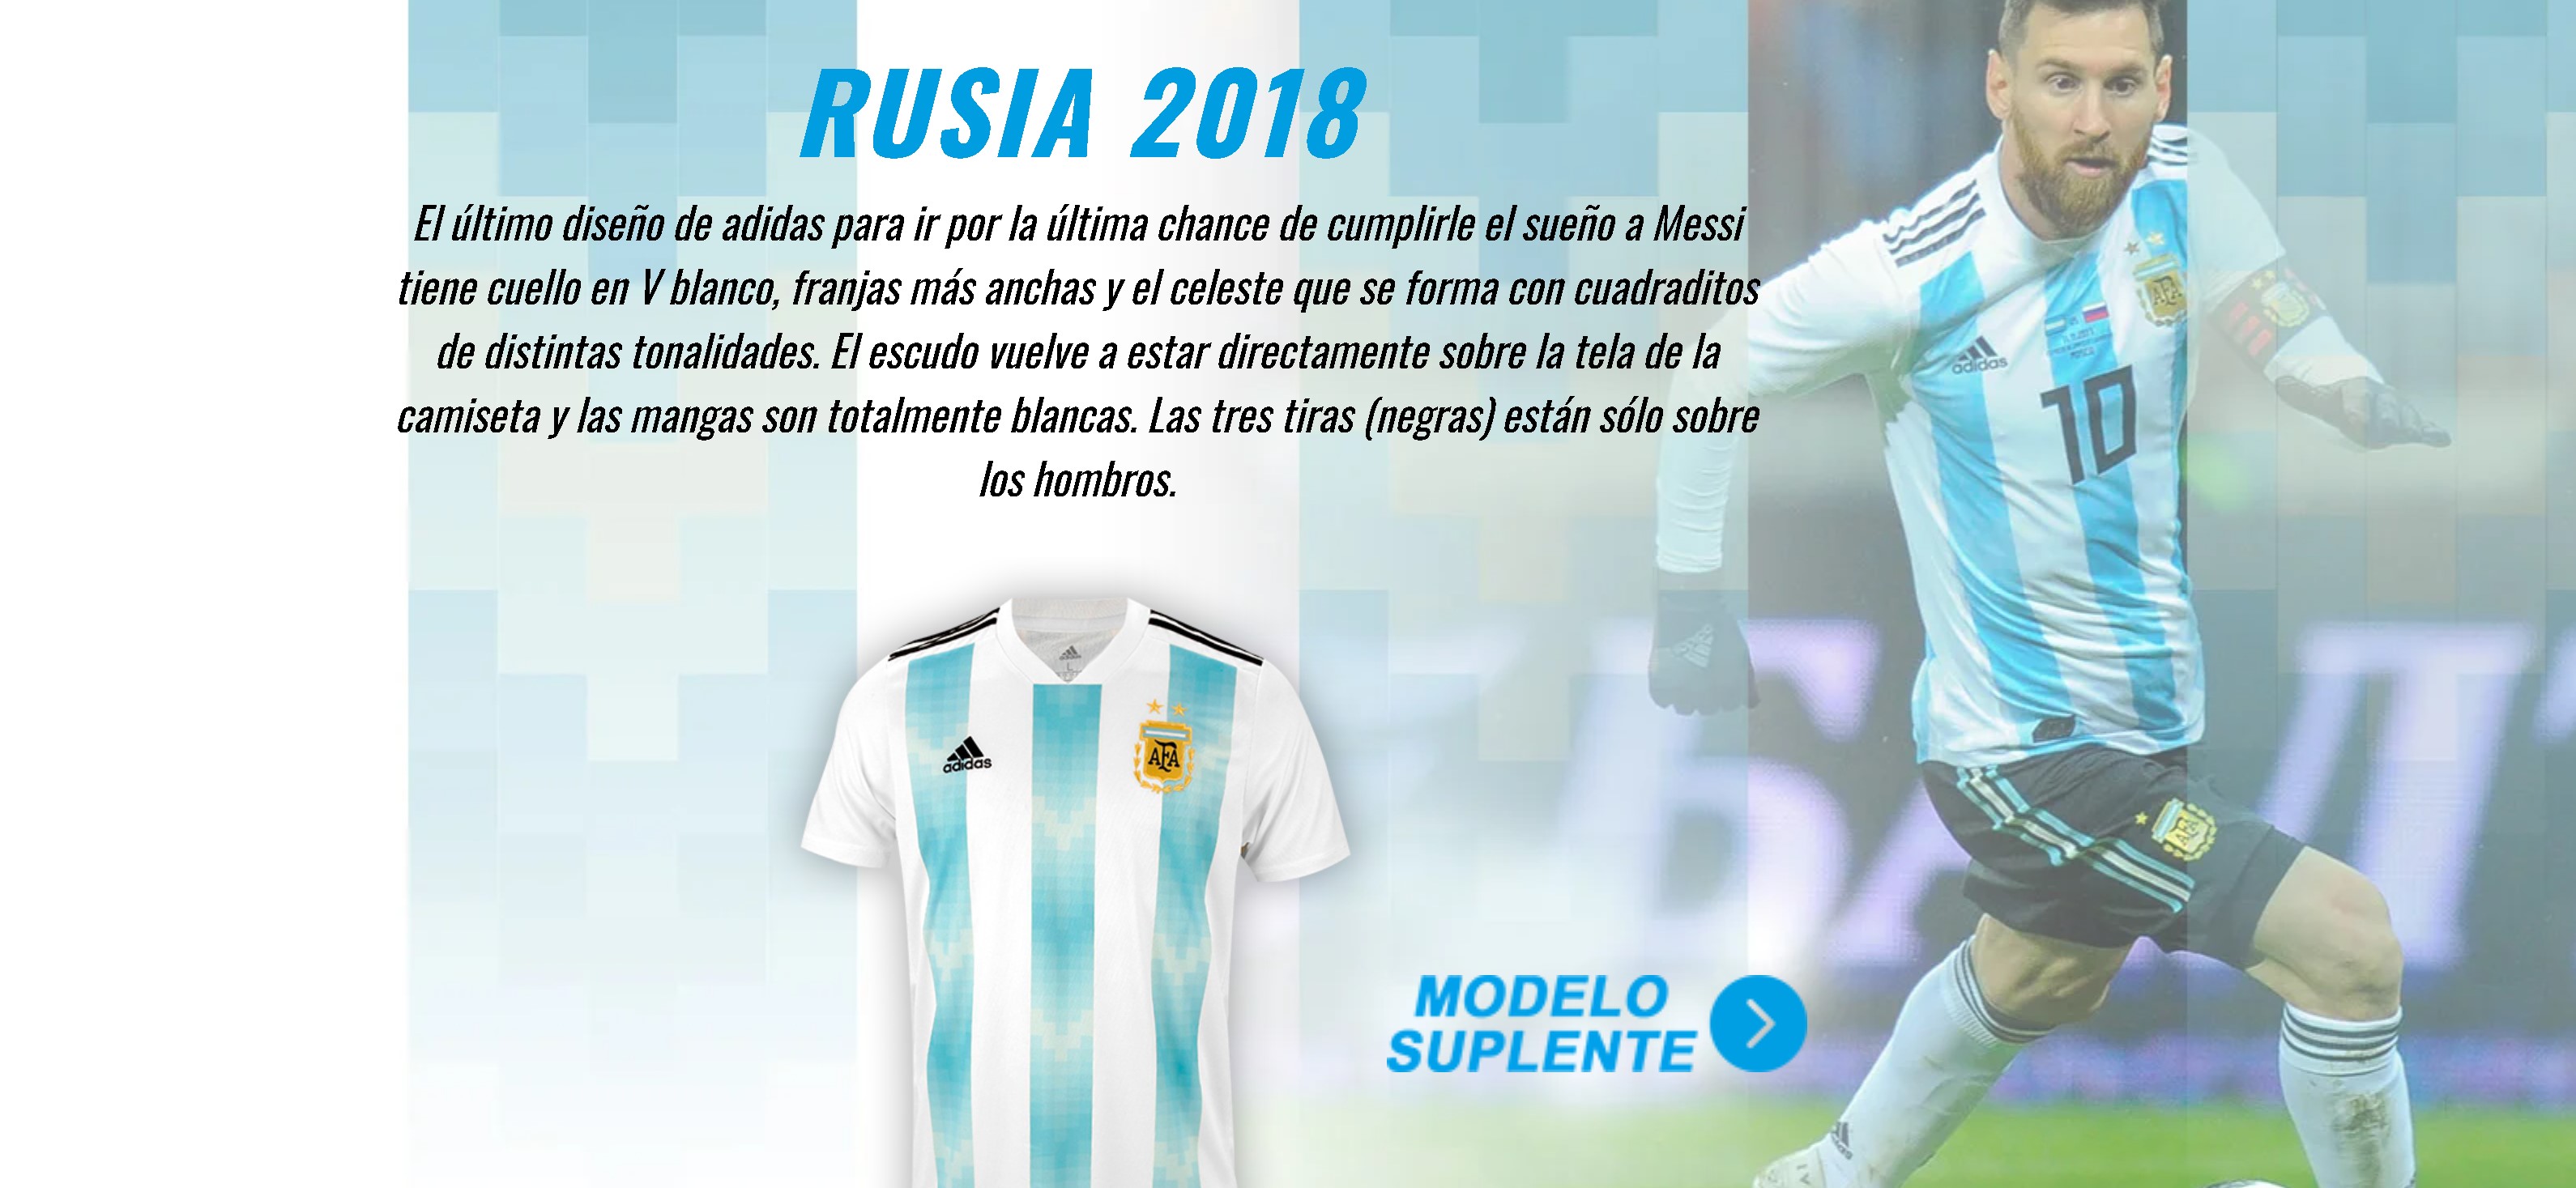 RUSIA 2018
El último diseño de adidas para ir por la última chance de cumplirle el sueño a Messi
tiene cuello en V blanco, franjas más anchas y el celeste que se forma con cuadraditos
de distintas tonalidades. El escudo vuelve a estar directamente sobre la tela de la
camiseta y las mangas son totalmente blancas. Las tres tiras (negras) están sólo sobre
los hombros.
adidas
10
AFA
adidas
AFA
AFA
MODELO
SUPLENTE